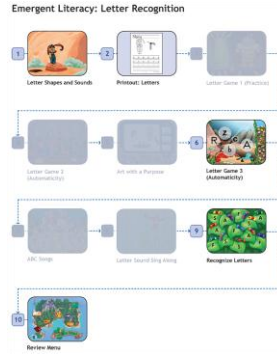 Emergent Literacy: Letter Recognition
1
2
Letter Shapes and Sounds
Printout: Letters
Letter Game 1 (Practice)
6
Letter Game 2
(Automaticity)
Art with a Purpose
Letter Game 3
(Automaticity)
Z
R
A
9
ABC Songs
Letter Sound Sing Along
Recognize Letters
10
Review Menu